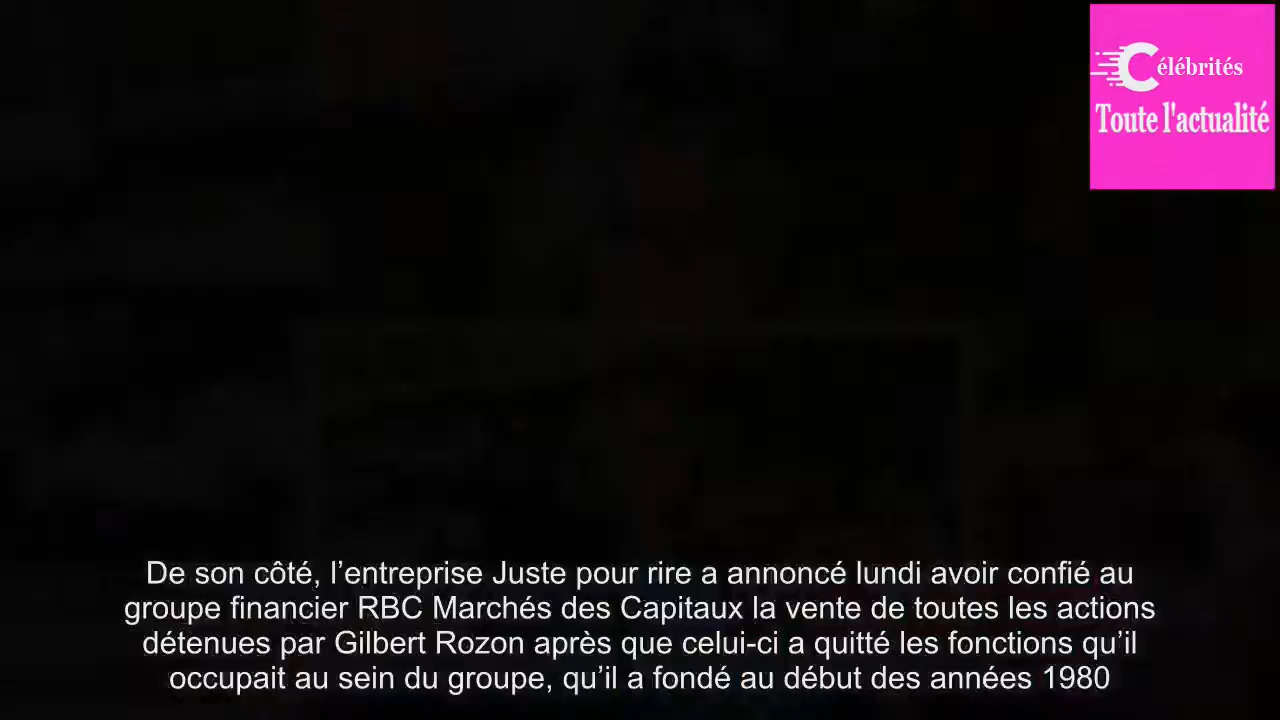 Célébrités
Toute l'actualité
De son côté, l’entreprise Juste pour rire a annoncé lundi avoir confié au
groupe financier RBC Marchés des Capitaux la vente de toutes les actions
détenues par Gilbert Rozon après que celui-ci a quitté les fonctions qu’il
occupait au sein du groupe, qu’il a fondé au début des années 1980